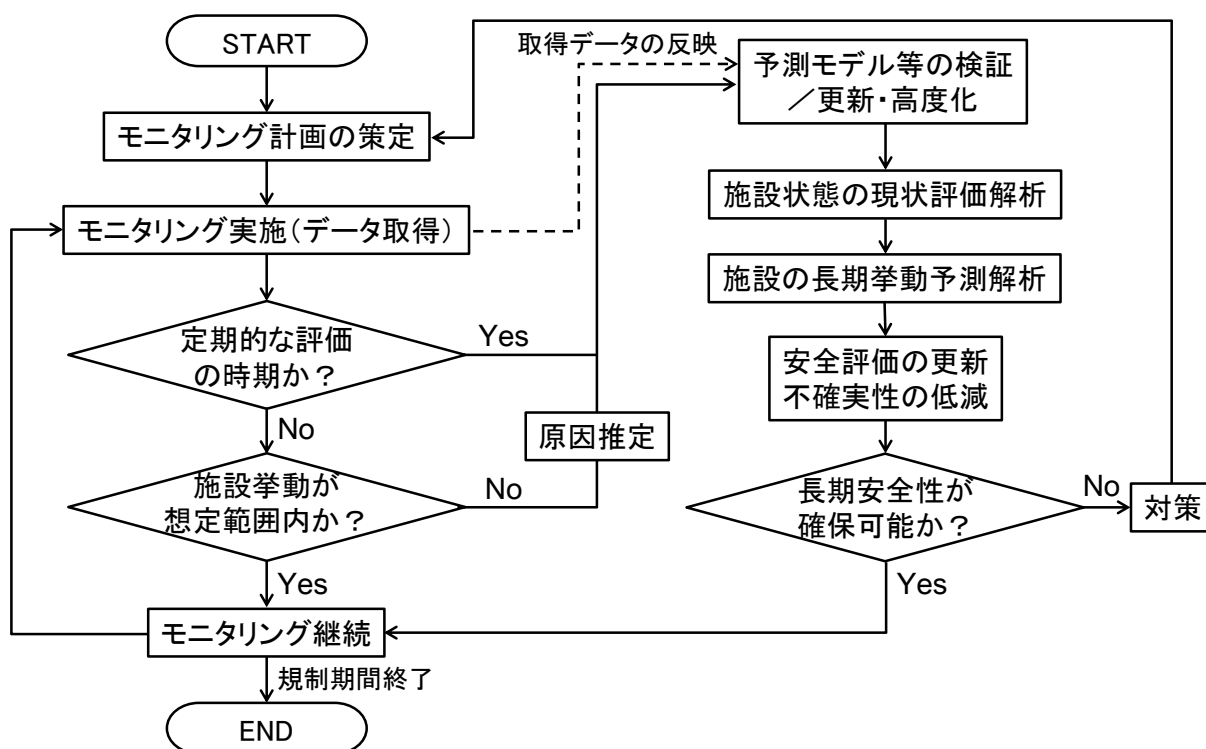 START
モニタリング計画の策定
モニタリング実施(データ取得)
定期的な評価
の時期か？
Yes
No
施設挙動が
想定範囲内か？
No
Yes
原因推定
モニタリング継続
規制期間終了
END
取得データの反映
予測モデル等の検証
／更新・高度化
施設状態の現状評価解析
施設の長期挙動予測解析
安全評価の更新
不確実性の低減
長期安全性が
確保可能か？
No
対策
Yes